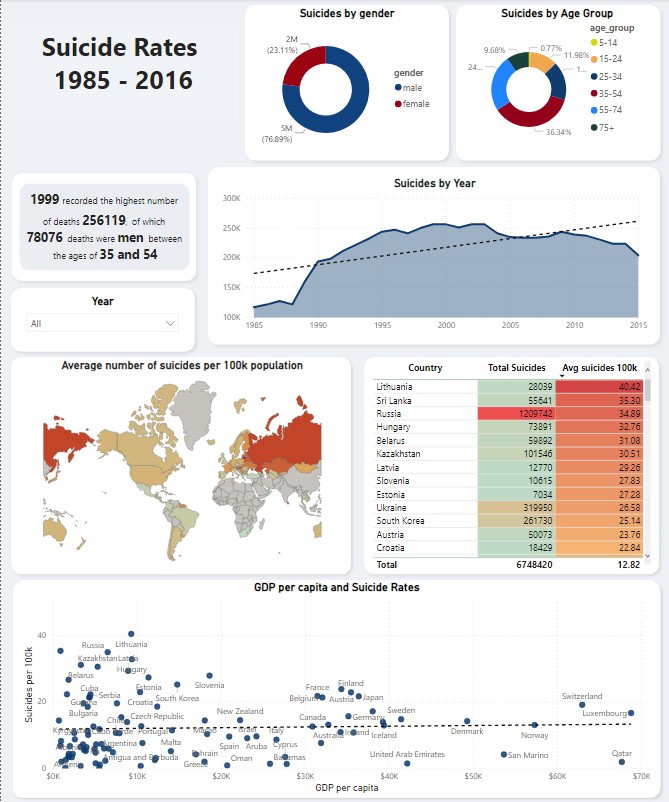 Suicide Rates
1985 - 2016
Suicides by gender
2M
(23.11%)
5M
(76.89%)
gender
male
female
Suicides by Age Group
9.68%
0.77%
11.98%
1...
24...
36.34%
age_group
5-14
15-24
25-34
35-54
55-74
75+
1999 recorded the highest number
of deaths 256119, of which
78076 deaths were men between
the ages of 35 and 54
Year
All
Suicides by Year
300K
250K
200K
150K
100K
1985
1990
1995
2000
2005
2010
2015
Average number of suicides per 100k population
Country Total Suicides Avg suicides 100k
Lithuania 28039 40.42
Sri Lanka 55641 35.30
Russia 1209742 34.89
Hungary 73891 32.76
Belarus 59892 31.08
Kazakhstan 101546 30.51
Latvia 12770 29.26
Slovenia 10615 27.83
Estonia 7034 27.28
Ukraine 319950 26.58
South Korea 261730 25.14
Austria 50073 23.76
Croatia 18429 22.84
Total 6748420 12.82
GDP per capita and Suicide Rates
Suicides per 100k
40
20
0
Russia
Lithuania
Kazakhstan
Hungary
Belarus
Estonia
Slovenia
Cuba
Serbia
Croatia
South Korea
Bulgaria
Czech Republic
New Zealand
Portugal
Argentina
Malta
Spain
Aruba
Italy
Cyprus
Antigua and Barbuda
Bahrain
Greece
Oman
Bahamas
France
Finland
Belgium
Austria
Japan
Canada
Germany
Sweden
Australia
Iceland
United Arab Emirates
Denmark
San Marino
Norway
Switzerland
Luxembourg
Qatar
$0K
$10K
$20K
$30K
$40K
$50K
$60K
$70K
GDP per capita